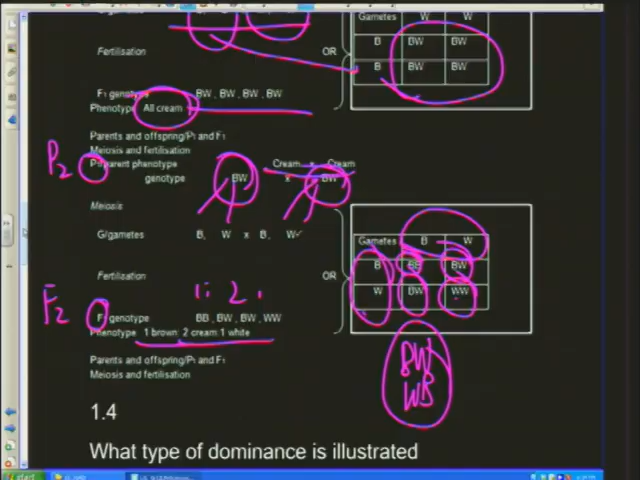 Gametes W W
Fertilisation OR B BW BW
B BW BW
F1 genotype BW , BW , BW , BW
Phenotype All cream
Parents and offspring/P1 and F1
Meiosis and fertilisation
P2 parent phenotype Cream x Cream
genotype BW x BW
Meiosis
G/gametes B, W x B, W
Gametes B W
B BB BW
Fertilisation OR
W BW WW
1: 2 :
F2 genotype BB , BW , BW , WW
Phenotype 1 brown: 2 cream:1 white
BW
WB
Parents and offspring/P1 and F1
Meiosis and fertilisation
1.4
What type of dominance is illustrated
start